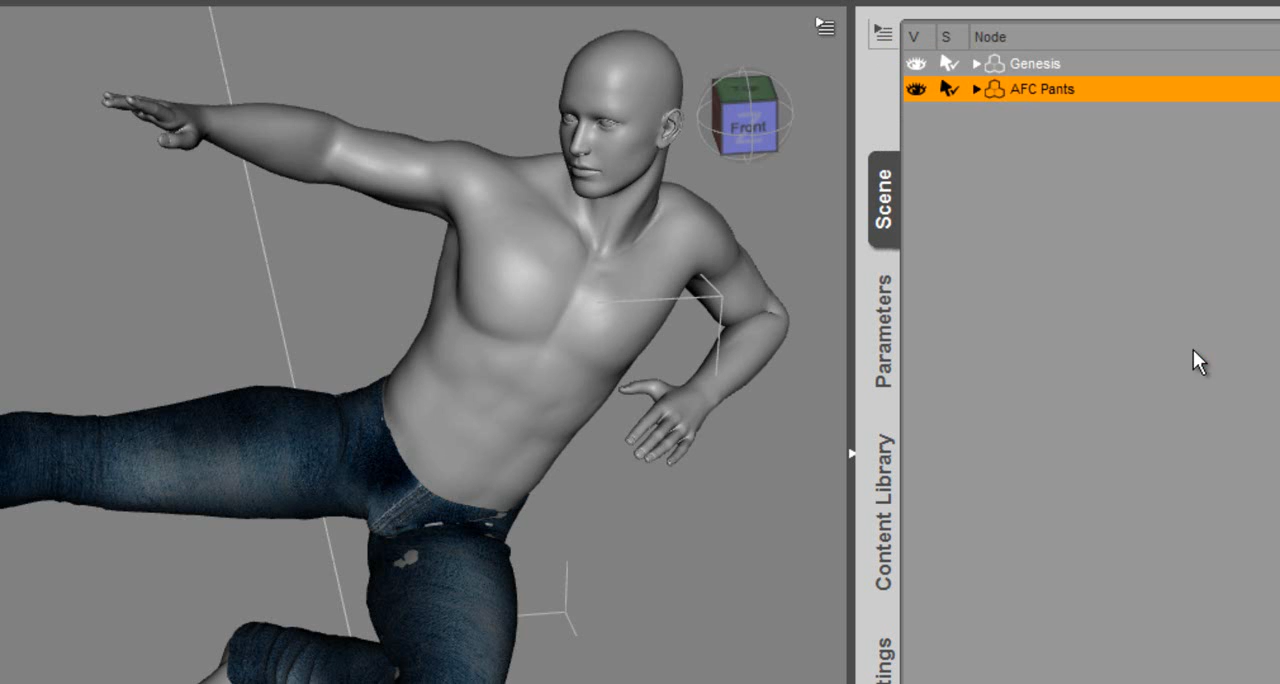 V S Node
Genesis
AFC Pants
Front
Scene
Parameters
Content Library
tings